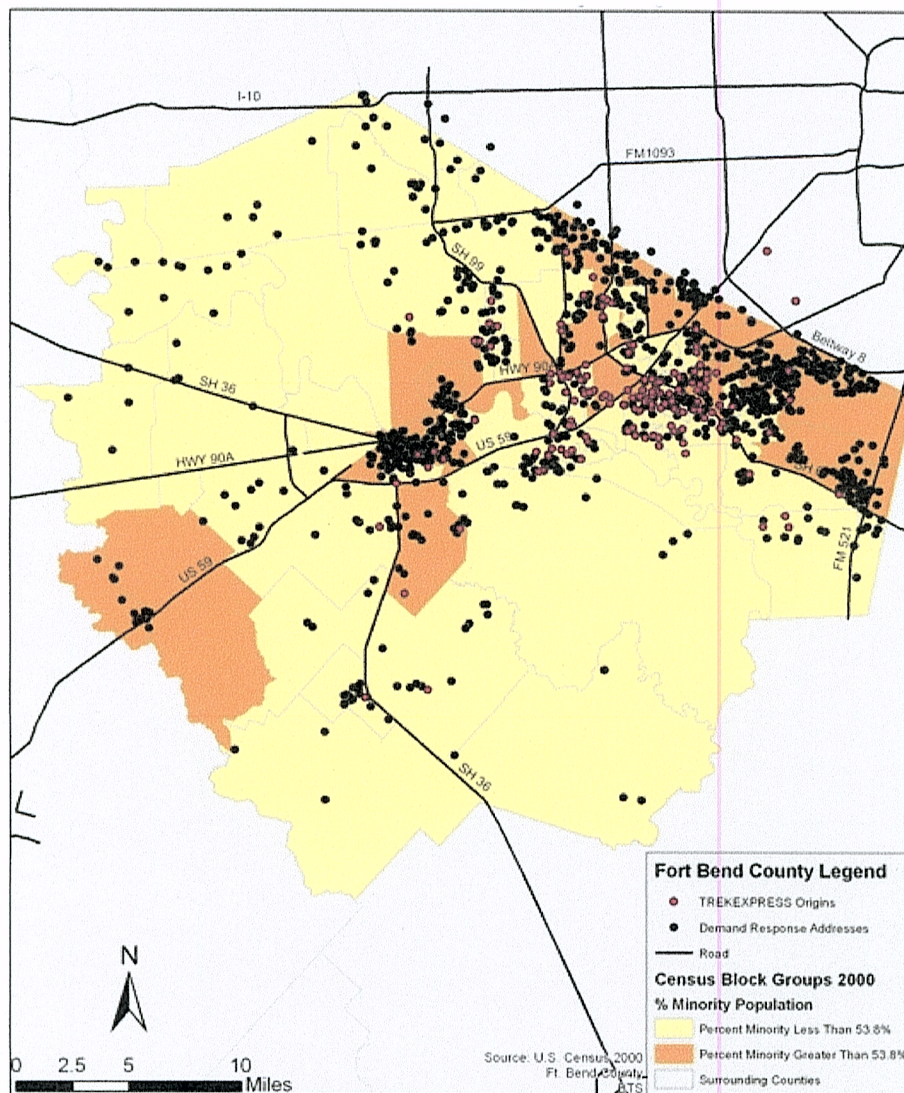 I-10
FM1093
SH 99
Beltway 8
HWY 90A
SH 36
US 59
HWY 90A
FM 521
US 59
SH 36
N
0 2.5 5 10
Miles
Fort Bend County Legend
TREKEXPRESS Origins
Demand Response Addresses
Road
Census Block Groups 2000
% Minority Population
Percent Minority Less Than 53.8%
Percent Minority Greater Than 53.8%
Surrounding Counties
Source: U.S. Census 2000
Ft. Bend County
BTS